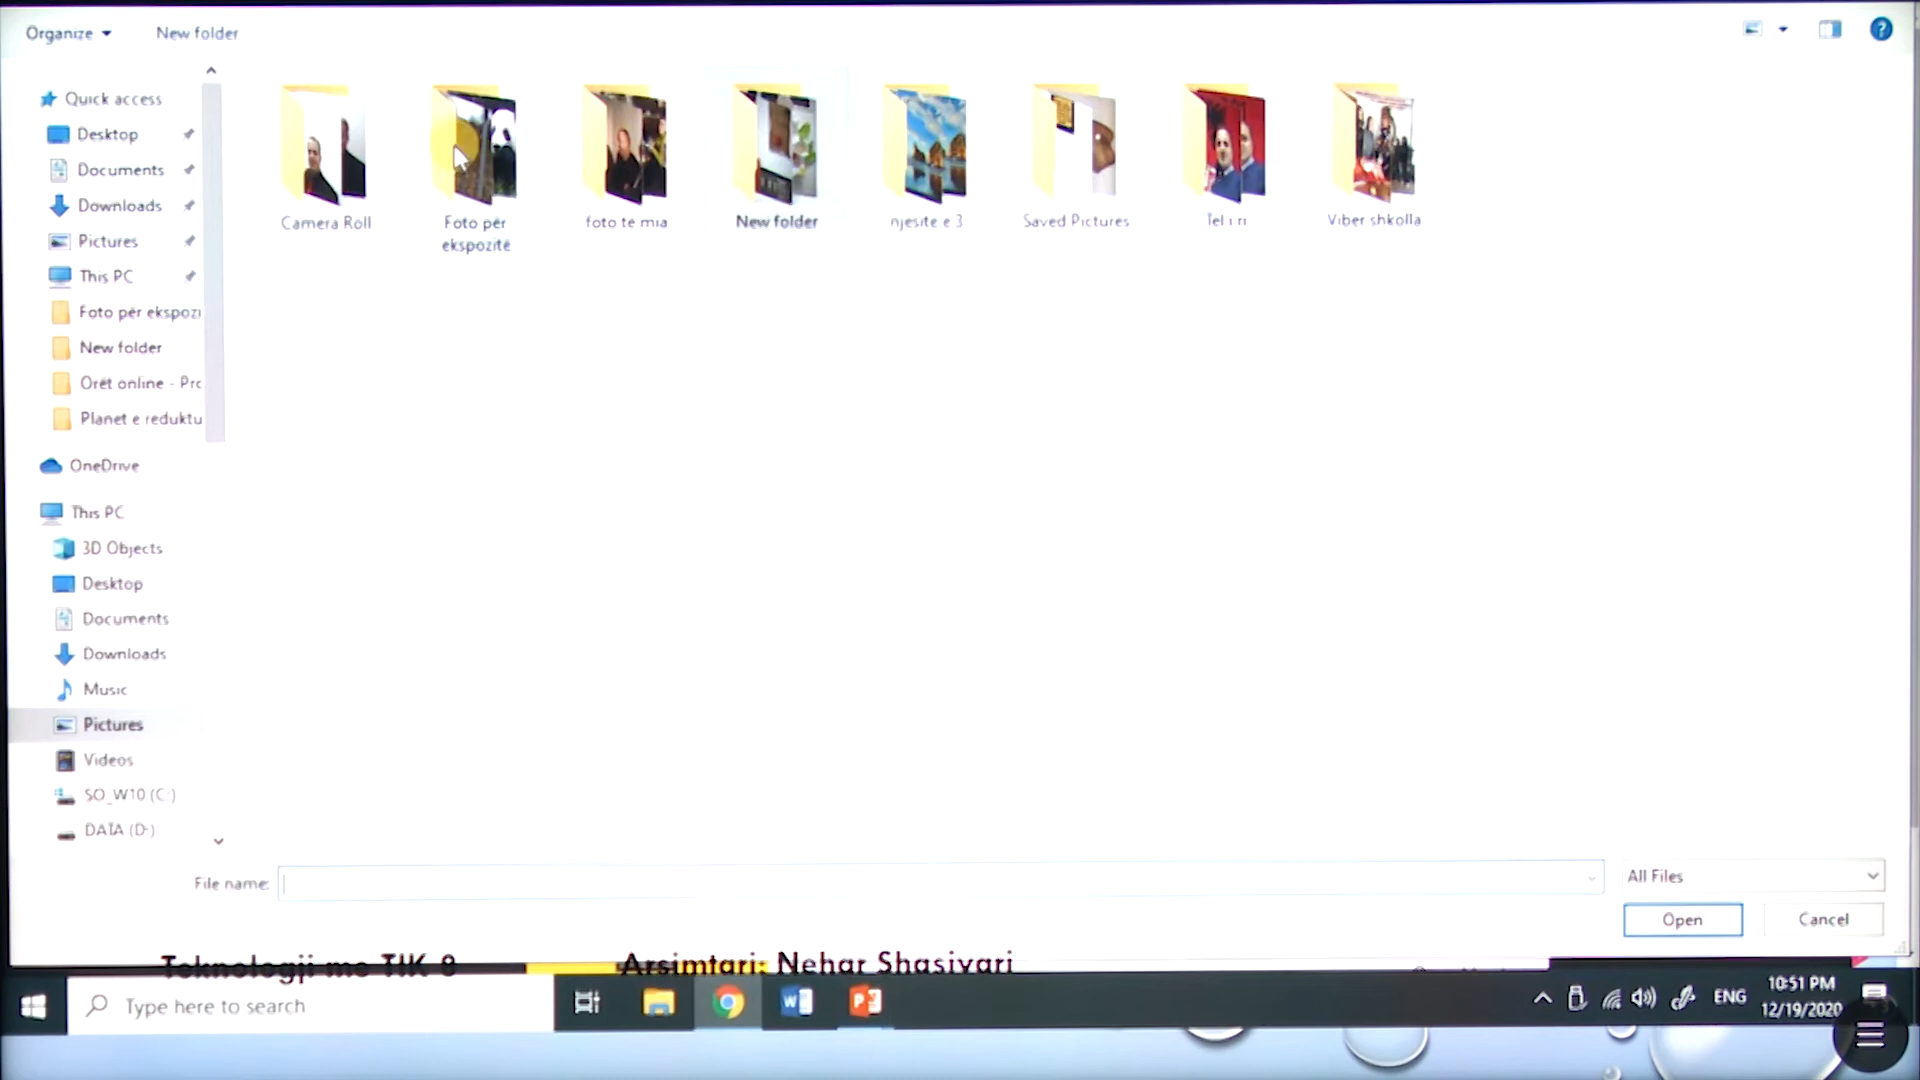 Organize
New folder
Quick access
Desktop
Documents
Downloads
Pictures
This PC
Foto për ekspozi
New folder
Orët online - Pro
Planet e reduktu
OneDrive
This PC
3D Objects
Desktop
Documents
Downloads
Music
Pictures
Videos
SO_W10 (C:)
DATA (D:)
Camera Roll
Foto për
ekspozitë
foto të mia
New folder
njesite e 3
Saved Pictures
Tel i ri
Viber shkolla
File name:
All Files
Open
Cancel
Teknologji me TIK 8
Arsimtari: Nehar Shasivari
Type here to search
ENG
10:51 PM
12/19/2020